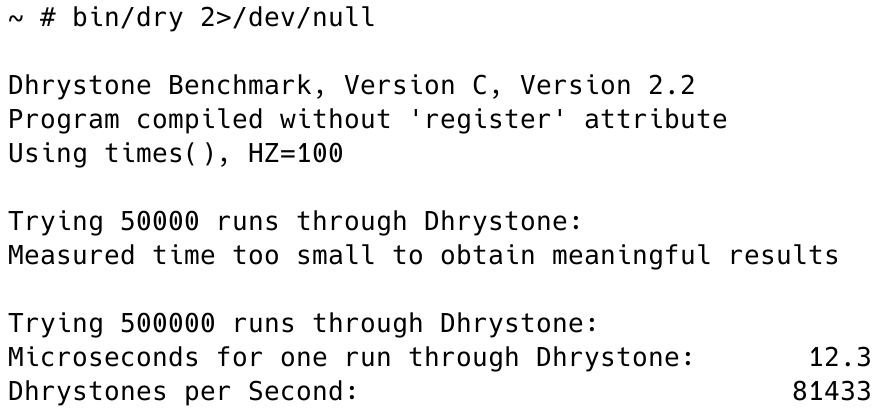 ~ # bin/dry 2>/dev/null
Dhrystone Benchmark, Version C, Version 2.2
Program compiled without 'register' attribute
Using times(), HZ=100
Trying 50000 runs through Dhrystone:
Measured time too small to obtain meaningful results
Trying 500000 runs through Dhrystone:
Microseconds for one run through Dhrystone:       12.3
Dhrystones per Second:                           81433